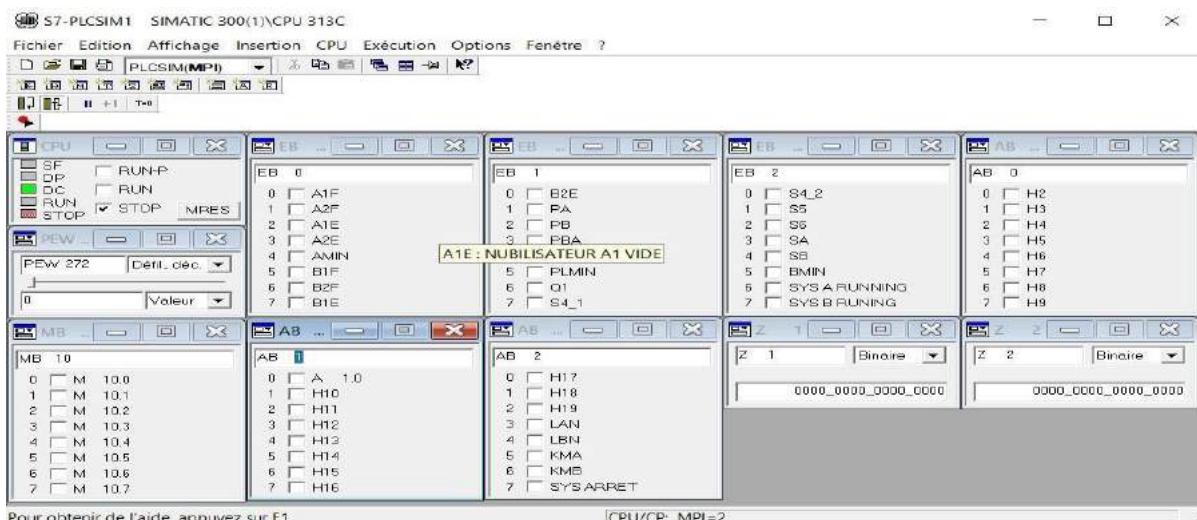 S7-PLCSIM1 SIMATIC 300(1)\CPU 313C
Fichier Edition Affichage Insertion CPU Exécution Options Fenêtre ?
PLCSIM(MPI)
+1 T=0
CPU
SF
DP
DC
RUN
STOP
RUN-P
RUN
STOP
MRES
EB ...
EB 0
0 A1F
1 A2F
2 A1E
3 A2E
4 AMIN
5 B1F
6 B2F
7 B1E
EB ...
EB 1
0 B2E
1 PA
2 PB
3 PBA
A1E : NUBILISATEUR A1 VIDE
5 PLMIN
6 Q1
7 S4_1
EB ...
EB 2
0 S4_2
1 S5
2 S6
3 SA
4 SB
5 BMIN
6 SYS A RUNNING
7 SYS B RUNING
AB ...
AB 0
0 H2
1 H3
2 H4
3 H5
4 H6
5 H7
6 H8
7 H9
PEW ...
PEW 272 Défil. déc.
0 Valeur
MB ...
MB 10
0 M 10.0
1 M 10.1
2 M 10.2
3 M 10.3
4 M 10.4
5 M 10.5
6 M 10.6
7 M 10.7
AB ...
AB 1
0 A 1.0
1 H10
2 H11
3 H12
4 H13
5 H14
6 H15
7 H16
AB ...
AB 2
0 H17
1 H18
2 H19
3 LAN
4 LBN
5 KMA
6 KMB
7 SYS ARRET
Z 1
Z 1 Binaire
0000_0000_0000_0000
Z 2
Z 2 Binaire
0000_0000_0000_0000
Pour obtenir de l'aide, appuyez sur F1.
CPU/CP: MPI=2